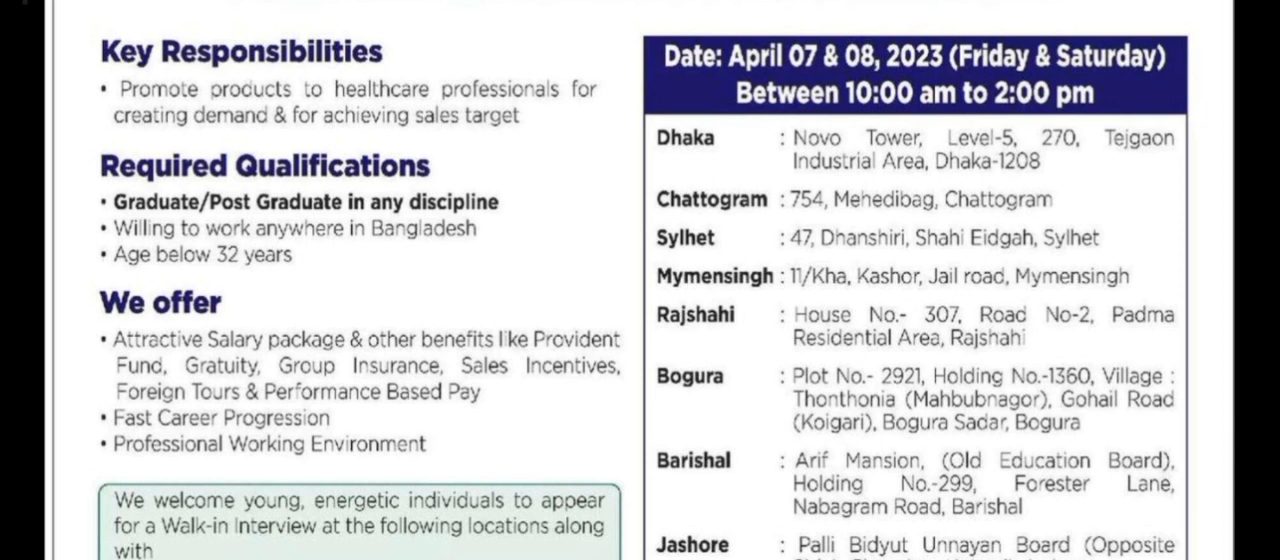 Key Responsibilities
• Promote products to healthcare professionals for
creating demand & for achieving sales target
Required Qualifications
• Graduate/Post Graduate in any discipline
• Willing to work anywhere in Bangladesh
• Age below 32 years
We offer
• Attractive Salary package & other benefits like Provident
Fund, Gratuity, Group Insurance, Sales Incentives,
Foreign Tours & Performance Based Pay
• Fast Career Progression
• Professional Working Environment
We welcome young, energetic individuals to appear
for a Walk-in Interview at the following locations along
with
Date: April 07 & 08, 2023 (Friday & Saturday)
Between 10:00 am to 2:00 pm
Dhaka : Novo Tower, Level-5, 270, Tejgaon
Industrial Area, Dhaka-1208
Chattogram : 754, Mehedibag, Chattogram
Sylhet : 47, Dhanshiri, Shahi Eidgah, Sylhet
Mymensingh : 11/Kha, Kashor, Jail road, Mymensingh
Rajshahi : House No.- 307, Road No-2, Padma
Residential Area, Rajshahi
Bogura : Plot No.- 2921, Holding No.-1360, Village :
Thonthonia (Mahbubnagor), Gohail Road
(Koigari), Bogura Sadar, Bogura
Barishal : Arif Mansion, (Old Education Board),
Holding No.-299, Forester Lane,
Nabagram Road, Barishal
Jashore : Palli Bidyut Unnayan Board (Opposite